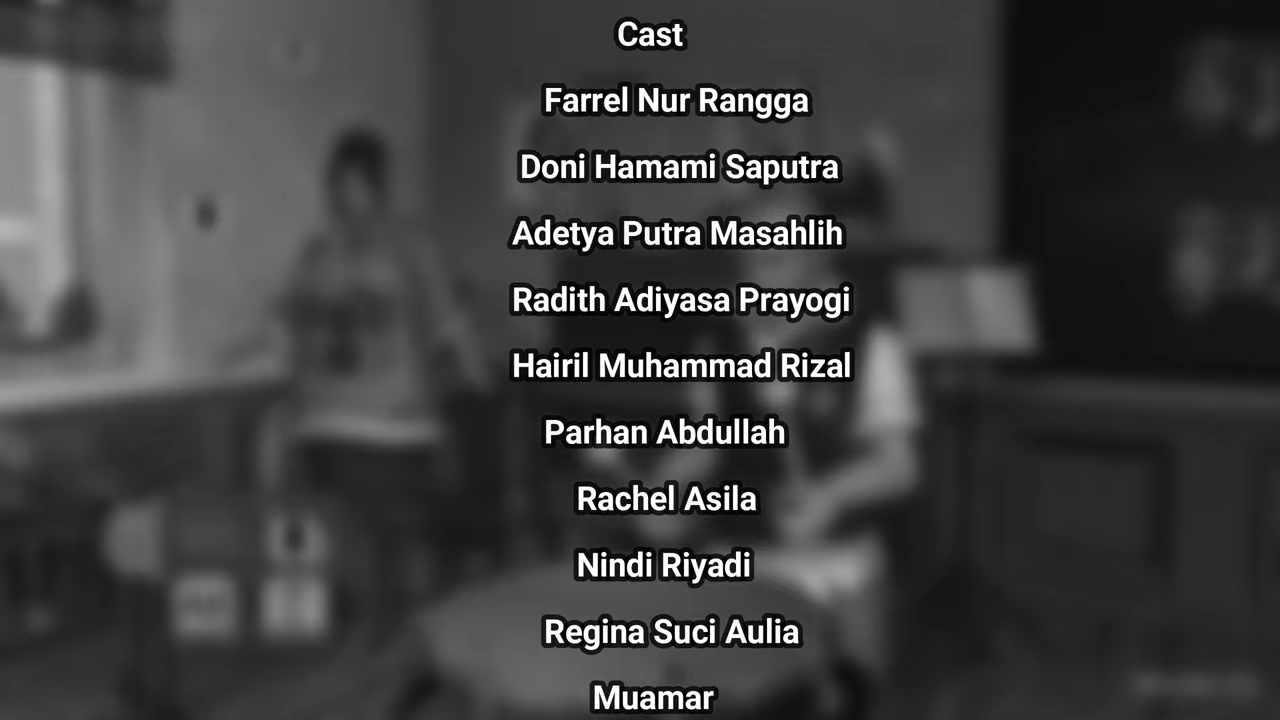 Cast
Farrel Nur Rangga
Doni Hamami Saputra
Adetya Putra Masahlih
Radith Adiyasa Prayogi
Hairil Muhammad Rizal
Parhan Abdullah
Rachel Asila
Nindi Riyadi
Regina Suci Aulia
Muamar